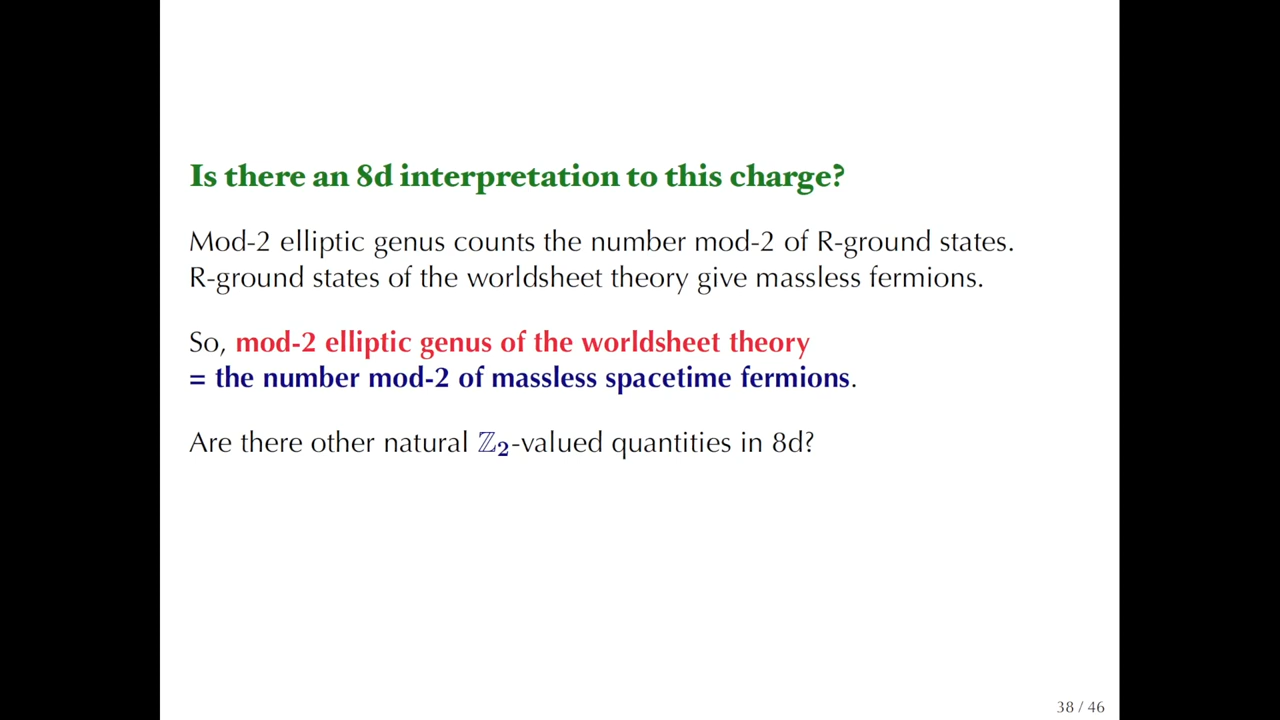 Is there an 8d interpretation to this charge?
Mod-2 elliptic genus counts the number mod-2 of R-ground states.
R-ground states of the worldsheet theory give massless fermions.
So, mod-2 elliptic genus of the worldsheet theory
= the number mod-2 of massless spacetime fermions.
Are there other natural ℤ₂-valued quantities in 8d?
38 / 46